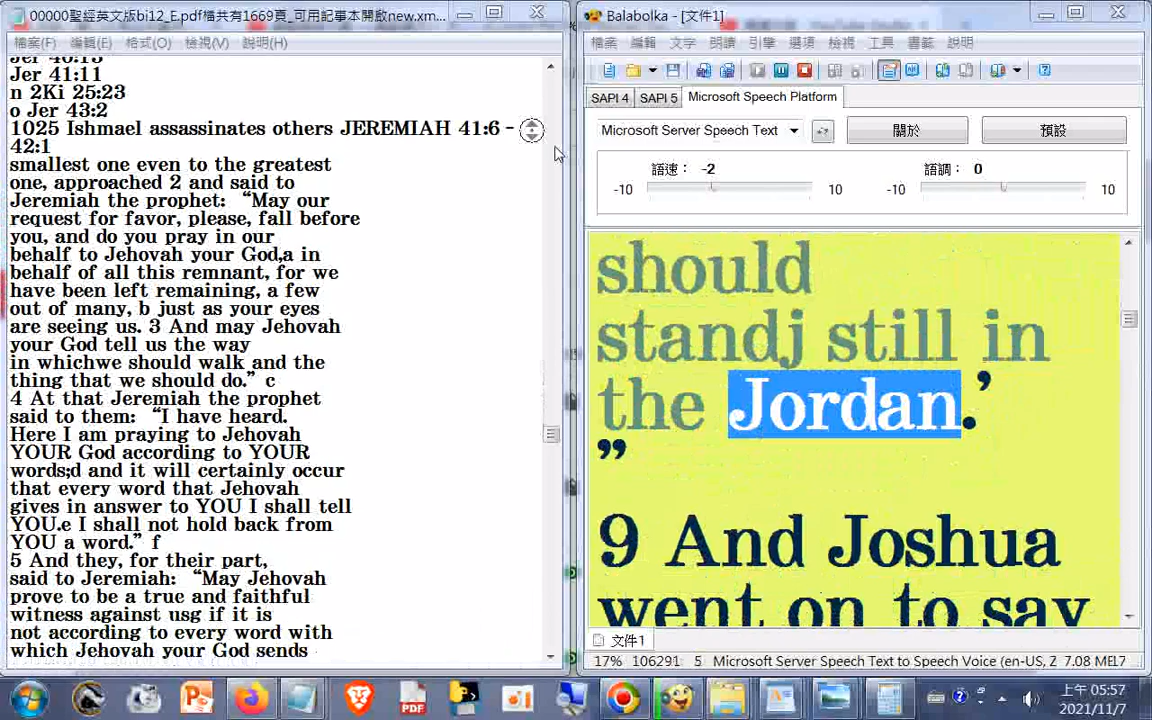 00000聖經英文版bi12_E.pdf檔共有1669頁_可用記事本開啟new.xm...
檔案(F) 編輯(E) 格式(O) 檢視(V) 說明(H)
Jer 40:13
Jer 41:11
n 2Ki 25:23
o Jer 43:2
1025 Ishmael assassinates others JEREMIAH 41:6 -
42:1
smallest one even to the greatest
one, approached 2 and said to
Jeremiah the prophet: “May our
request for favor, please, fall before
you, and do you pray in our
behalf to Jehovah your God,a in
behalf of all this remnant, for we
have been left remaining, a few
out of many, b just as your eyes
are seeing us. 3 And may Jehovah
your God tell us the way
in whichwe should walk and the
thing that we should do.” c
4 At that Jeremiah the prophet
said to them: “I have heard.
Here I am praying to Jehovah
YOUR God according to YOUR
words;d and it will certainly occur
that every word that Jehovah
gives in answer to YOU I shall tell
YOU.e I shall not hold back from
YOU a word.” f
5 And they, for their part,
said to Jeremiah: “May Jehovah
prove to be a true and faithful
witness against usg if it is
not according to every word with
which Jehovah your God sends
Balabolka - [文件1]
檔案 編輯 文字 朗讀 引擎 選項 檢視 工具 書籤 說明
SAPI 4 SAPI 5 Microsoft Speech Platform
Microsoft Server Speech Text 關於 預設
語速: -2 語調: 0
-10 10 -10 10
should
standj still in
the Jordan.’
”
9 And Joshua
went on to say
文件1
17% 106291 5 Microsoft Server Speech Text to Speech Voice (en-US, Z 7.08 MB
上午 05:57
2021/11/7